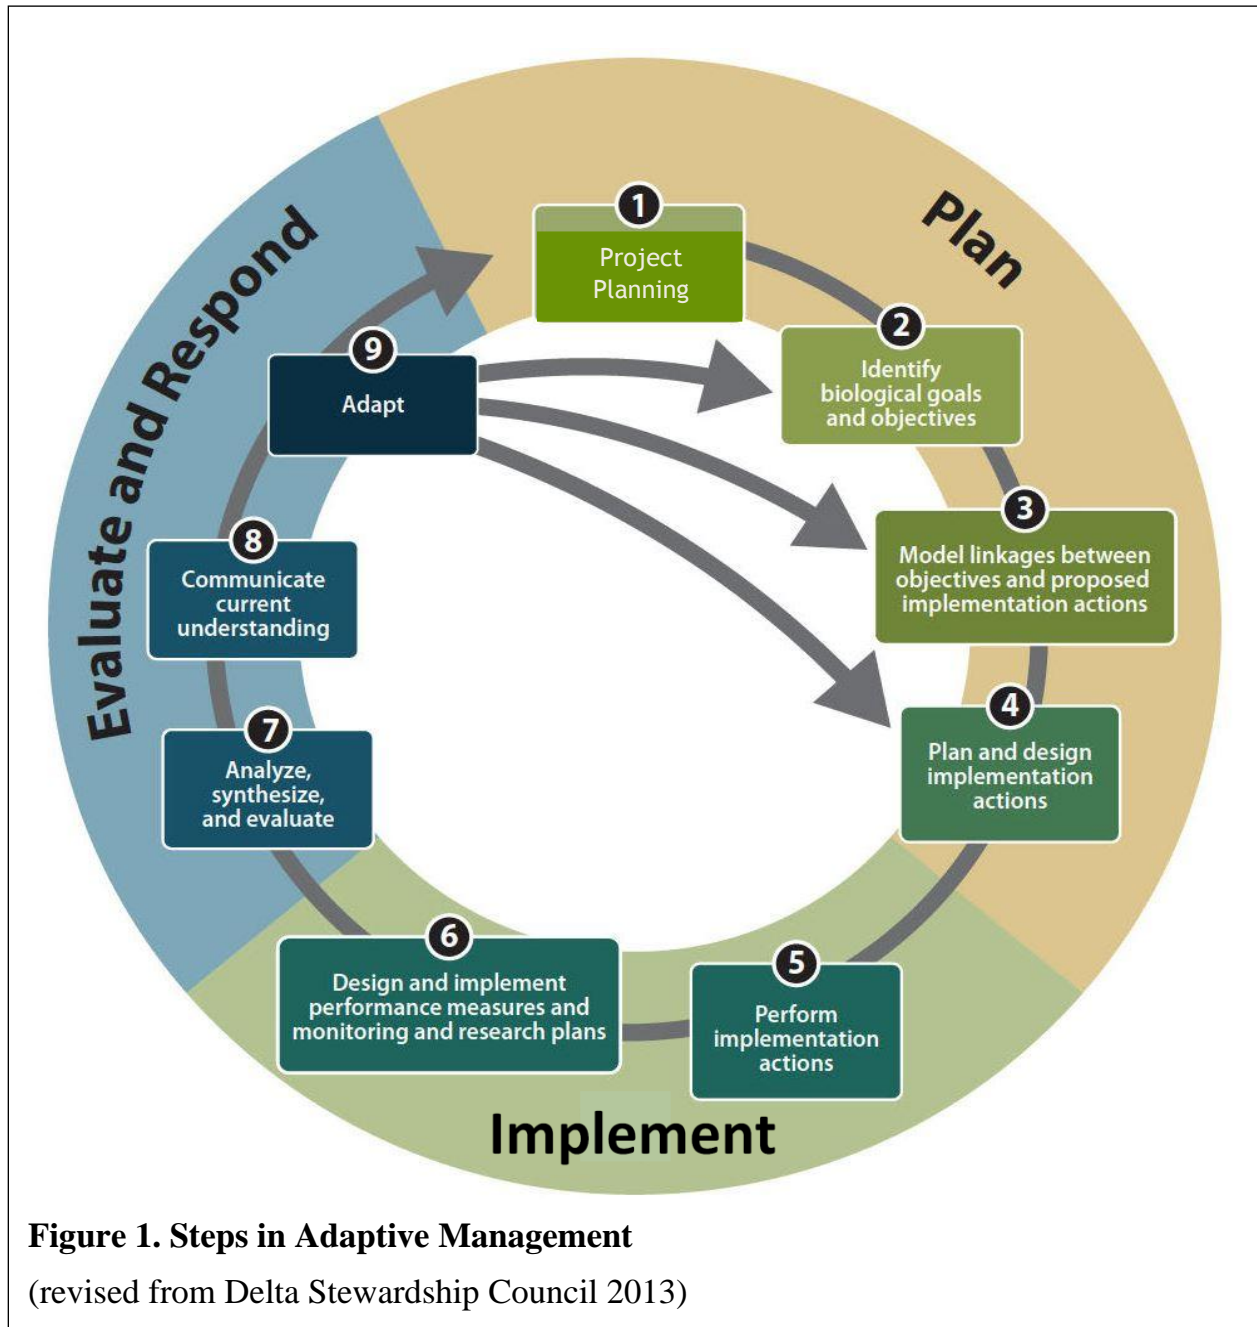 Plan
Implement
Evaluate and Respond
1
Project
Planning
2
Identify
biological goals
and objectives
3
Model linkages between
objectives and proposed
implementation actions
4
Plan and design
implementation
actions
5
Perform
implementation
actions
6
Design and implement
performance measures and
monitoring and research plans
7
Analyze,
synthesize,
and evaluate
8
Communicate
current
understanding
9
Adapt
Figure 1. Steps in Adaptive Management
(revised from Delta Stewardship Council 2013)